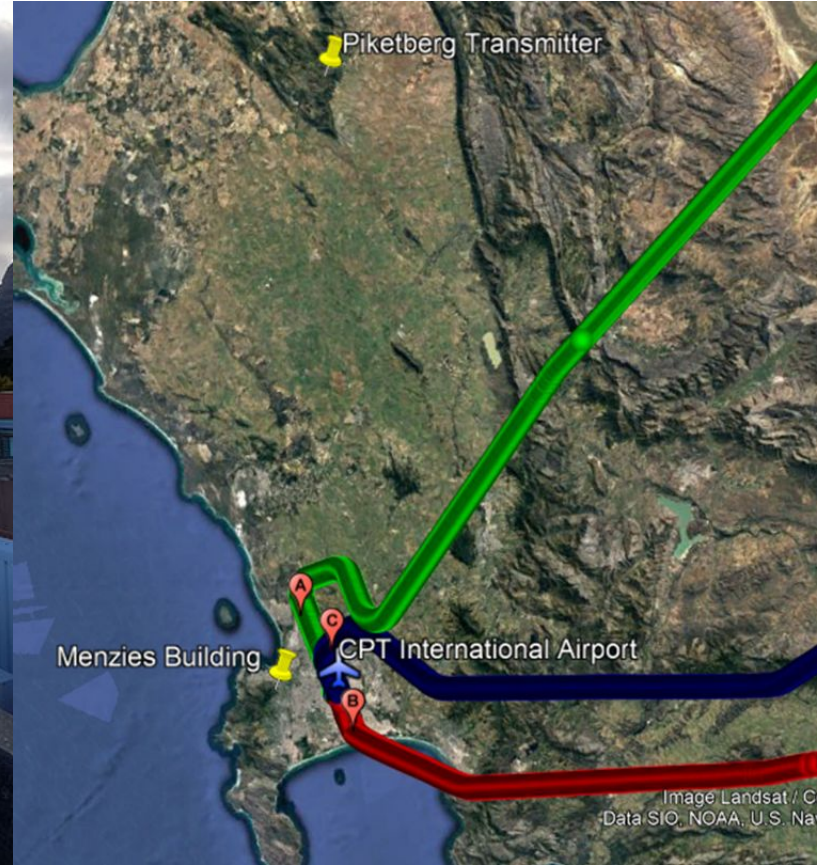 Piketberg Transmitter
A
C
Menzies Building
CPT International Airport
B
Image Landsat / C
Data SIO, NOAA, U.S. Nav